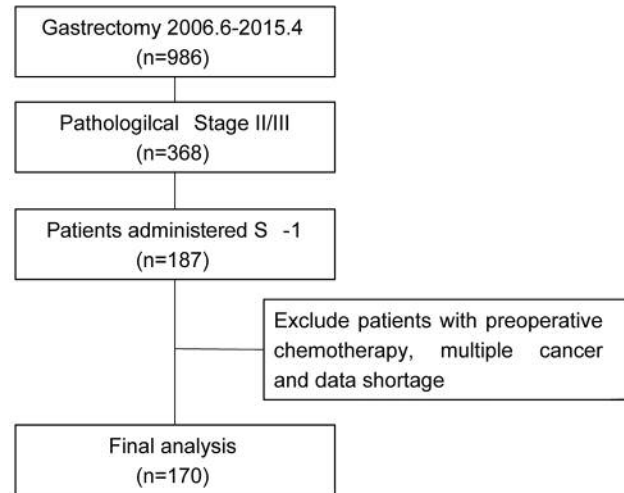 Gastrectomy 2006.6-2015.4
(n=986)
Pathogilcal Stage II/III
(n=368)
Patients administered S -1
(n=187)
Exclude patients with preoperative
chemotherapy, multiple cancer
and data shortage
Final analysis
(n=170)